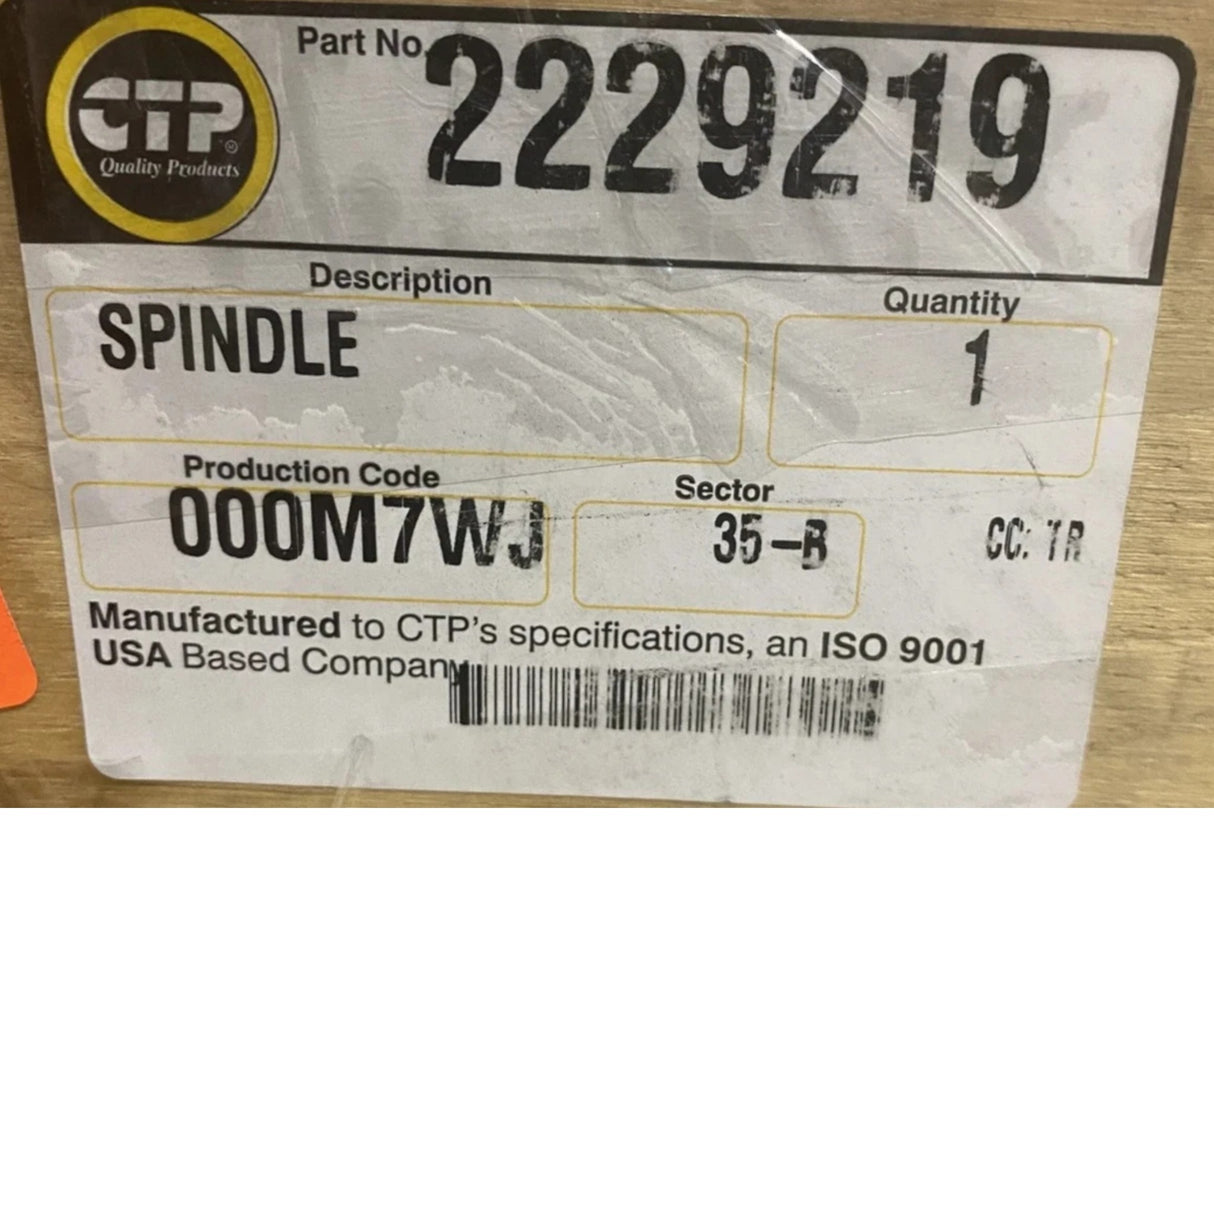 CTP
Quality Products
Part No. 2229219
Description
Quantity
SPINDLE
1
Production Code
Sector
000M7WJ
35-B
CC: TR
Manufactured to CTP's specifications, an ISO 9001
USA Based Company